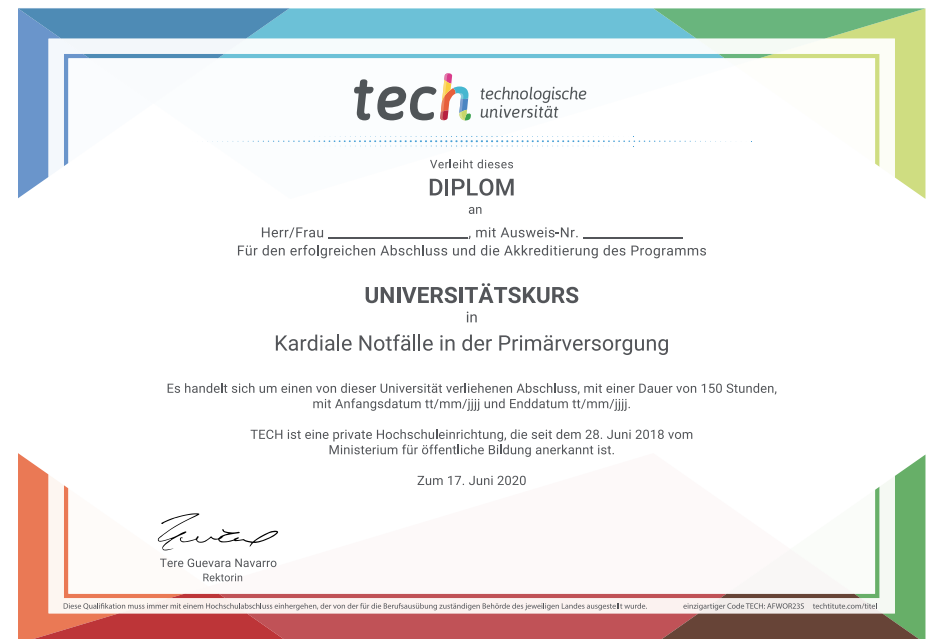 tech technologische
universität
Verleiht dieses
DIPLOM
an
Herr/Frau ____________________, mit Ausweis-Nr. ______________
Für den erfolgreichen Abschluss und die Akkreditierung des Programms
UNIVERSITÄTSKURS
in
Kardiale Notfälle in der Primärversorgung
Es handelt sich um einen von dieser Universität verliehenen Abschluss, mit einer Dauer von 150 Stunden,
mit Anfangsdatum tt/mm/jjjj und Enddatum tt/mm/jjjj.
TECH ist eine private Hochschuleinrichtung, die seit dem 28. Juni 2018 vom
Ministerium für öffentliche Bildung anerkannt ist.
Zum 17. Juni 2020
Tere Guevara Navarro
Rektorin
Diese Qualifikation muss immer mit einem Hochschulabschluss einhergehen, der von der für die Berufsausübung zuständigen Behörde des jeweiligen Landes ausgestellt wurde. einzigartiger Code TECH: AFWOR235 techtitute.com/titel